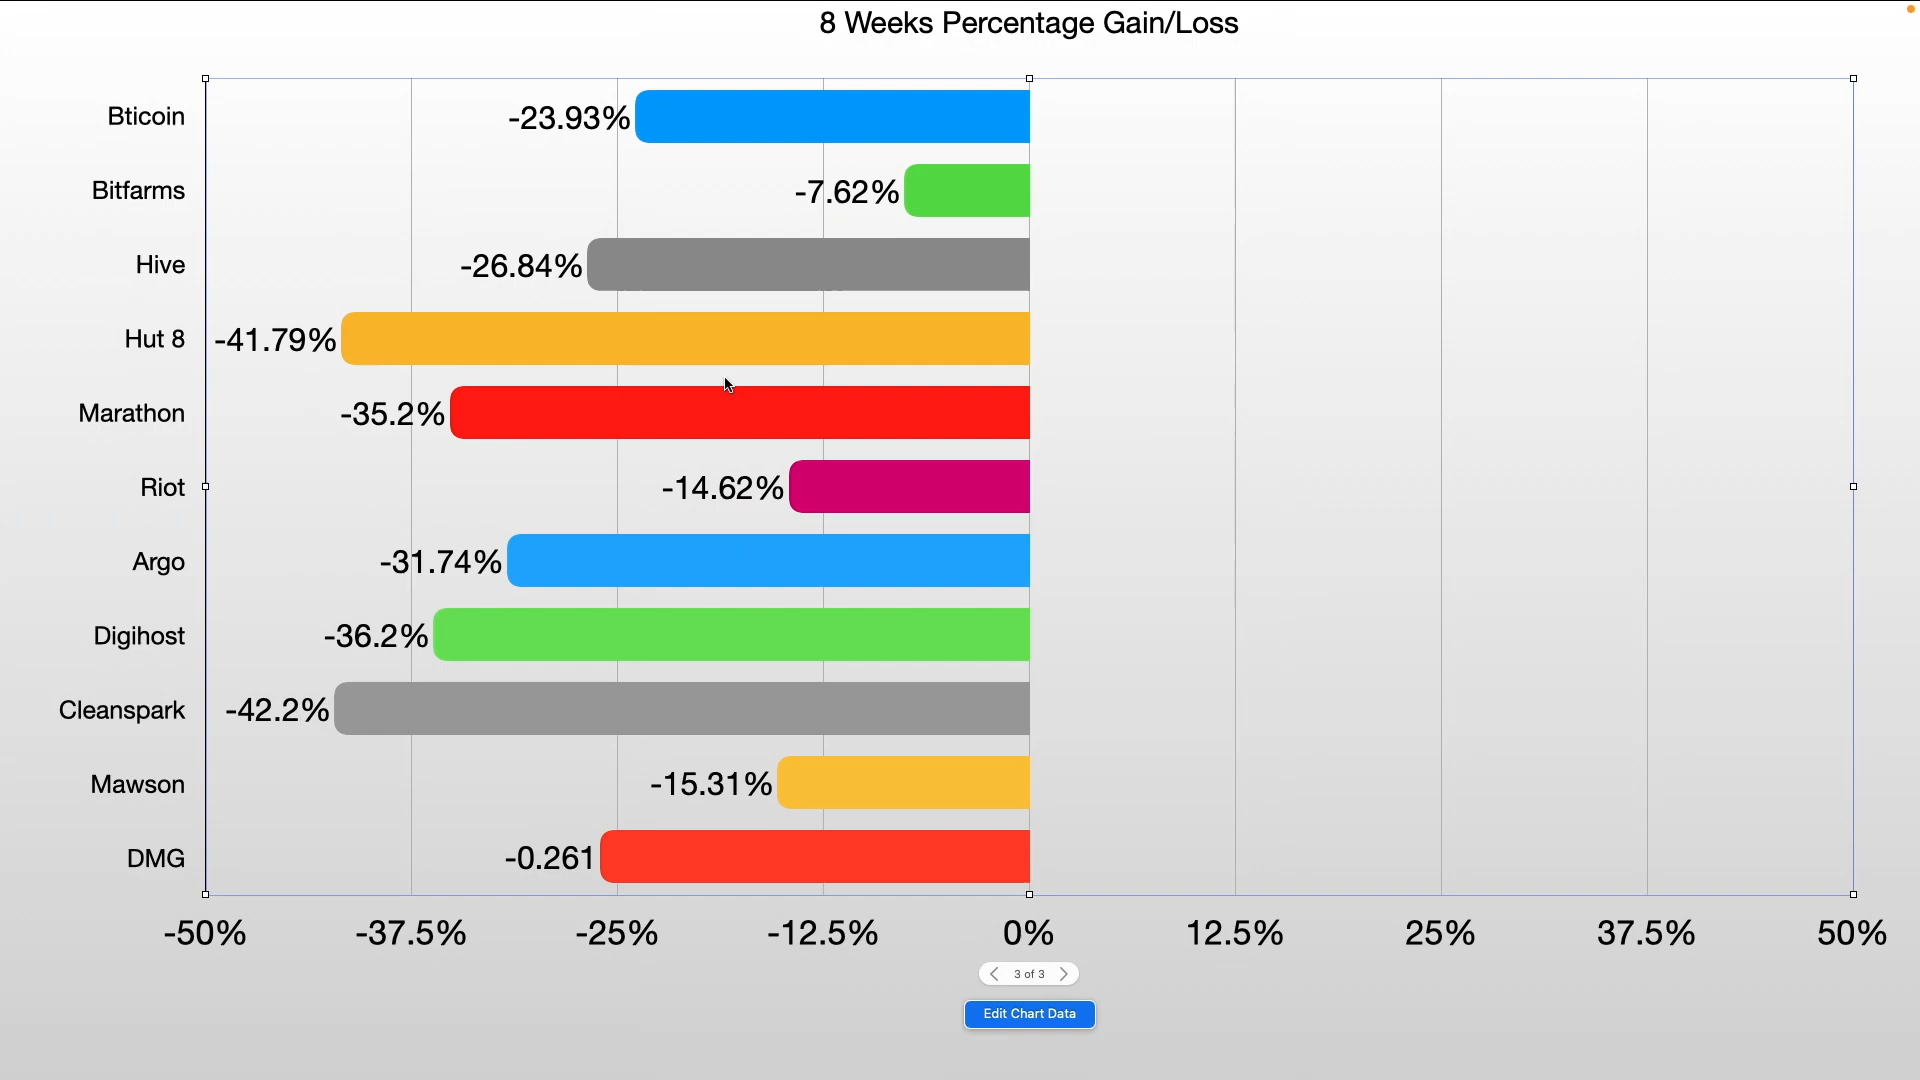 8 Weeks Percentage Gain/Loss
Bticoin -23.93%
Bitfarms -7.62%
Hive -26.84%
Hut 8 -41.79%
Marathon -35.2%
Riot -14.62%
Argo -31.74%
Digihost -36.2%
Cleanspark -42.2%
Mawson -15.31%
DMG -0.261
-50% -37.5% -25% -12.5% 0% 12.5% 25% 37.5% 50%
3 of 3
Edit Chart Data